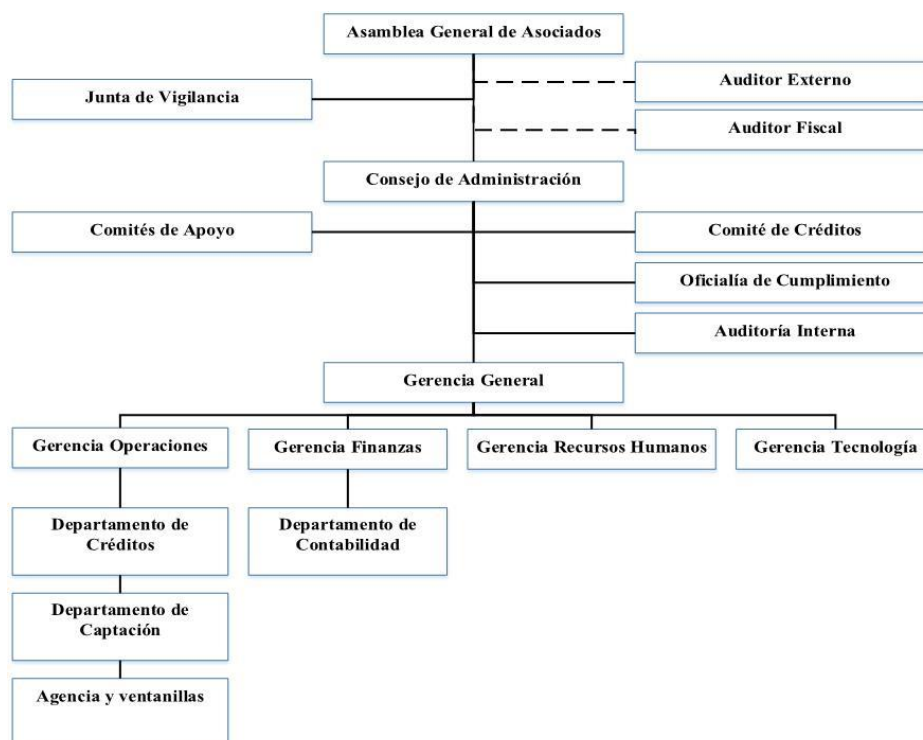 Asamblea General de Asociados
Auditor Externo
Junta de Vigilancia
Auditor Fiscal
Consejo de Administración
Comités de Apoyo
Comité de Créditos
Oficialía de Cumplimiento
Auditoría Interna
Gerencia General
Gerencia Operaciones
Gerencia Finanzas
Gerencia Recursos Humanos
Gerencia Tecnología
Departamento de
Créditos
Departamento de
Contabilidad
Departamento de
Captación
Agencia y ventanillas